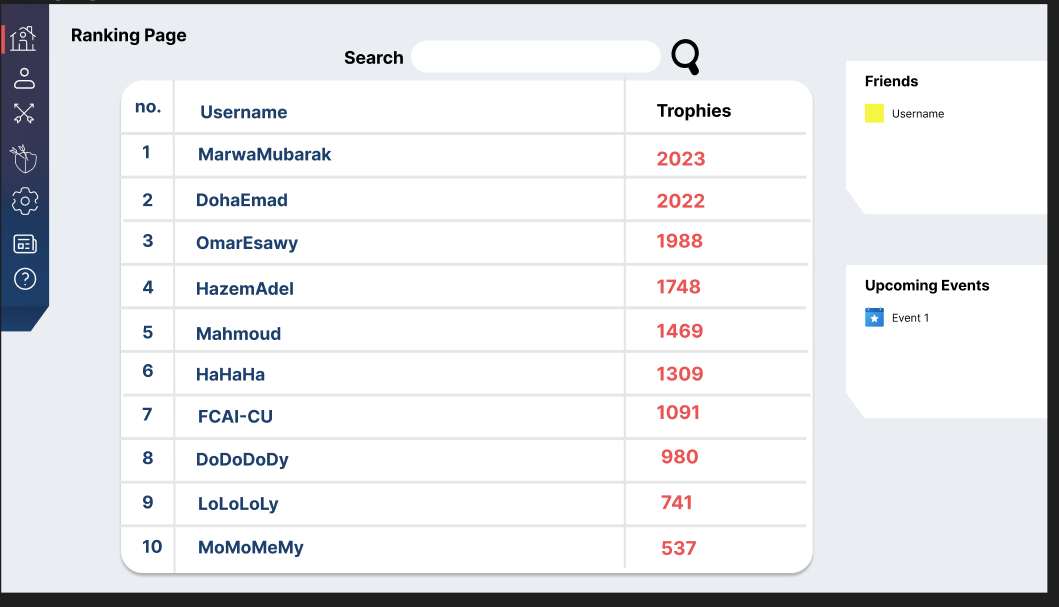 Ranking Page
Search
no. Username Trophies
1 MarwaMubarak 2023
2 DohaEmad 2022
3 OmarEsawy 1988
4 HazemAdel 1748
5 Mahmoud 1469
6 HaHaHa 1309
7 FCAI-CU 1091
8 DoDoDoDy 980
9 LoLoLoLy 741
10 MoMoMeMy 537
Friends
Username
Upcoming Events
Event 1